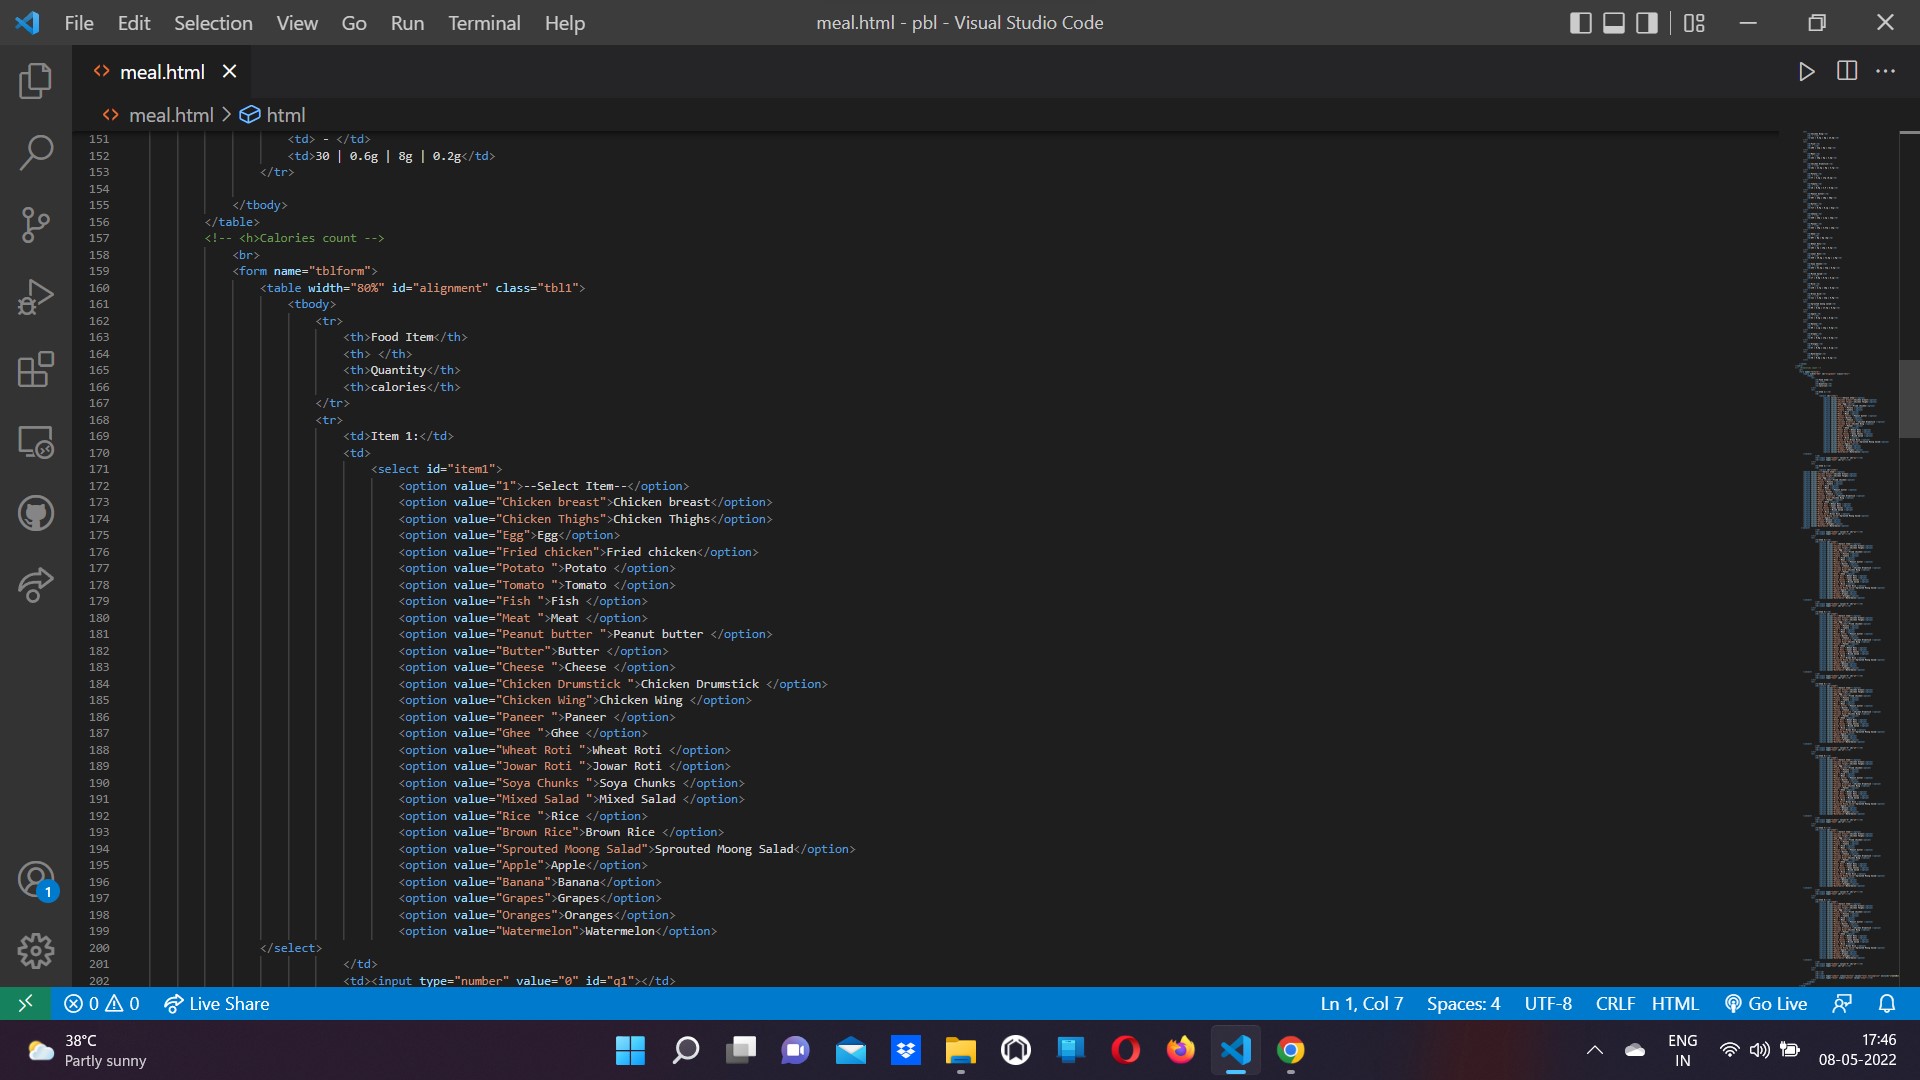 File Edit Selection View Go Run Terminal Help meal.html - pbl - Visual Studio Code
meal.html
meal.html > html
151 <td> - </td>
152 <td>30 | 0.6g | 8g | 0.2g</td>
153 </tr>
154
155 </tbody>
156 </table>
157 <!-- <h>Calories count -->
158 <br>
159 <form name="tblform">
160 <table width="80%" id="alignment" class="tbl1">
161 <tbody>
162 <tr>
163 <th>Food Item</th>
164 <th> </th>
165 <th>Quantity</th>
166 <th>calories</th>
167 </tr>
168 <tr>
169 <td>Item 1:</td>
170 <td>
171 <select id="item1">
172 <option value="1">--Select Item--</option>
173 <option value="Chicken breast">Chicken breast</option>
174 <option value="Chicken Thighs">Chicken Thighs</option>
175 <option value="Egg">Egg</option>
176 <option value="Fried chicken">Fried chicken</option>
177 <option value="Potato ">Potato </option>
178 <option value="Tomato ">Tomato </option>
179 <option value="Fish ">Fish </option>
180 <option value="Meat ">Meat </option>
181 <option value="Peanut butter ">Peanut butter </option>
182 <option value="Butter">Butter </option>
183 <option value="Cheese ">Cheese </option>
184 <option value="Chicken Drumstick ">Chicken Drumstick </option>
185 <option value="Chicken Wing">Chicken Wing </option>
186 <option value="Paneer ">Paneer </option>
187 <option value="Ghee ">Ghee </option>
188 <option value="Wheat Roti ">Wheat Roti </option>
189 <option value="Jowar Roti ">Jowar Roti </option>
190 <option value="Soya Chunks ">Soya Chunks </option>
191 <option value="Mixed Salad ">Mixed Salad </option>
192 <option value="Rice ">Rice </option>
193 <option value="Brown Rice">Brown Rice </option>
194 <option value="Sprouted Moong Salad">Sprouted Moong Salad</option>
195 <option value="Apple">Apple</option>
196 <option value="Banana">Banana</option>
197 <option value="Grapes">Grapes</option>
198 <option value="Oranges">Oranges</option>
199 <option value="Watermelon">Watermelon</option>
200 </select>
201 </td>
202 <td><input type="number" value="0" id="q1"></td>
1
0 0 Live Share Ln 1, Col 7 Spaces: 4 UTF-8 CRLF HTML Go Live
38°C
Partly sunny
ENG
IN
17:46
08-05-2022